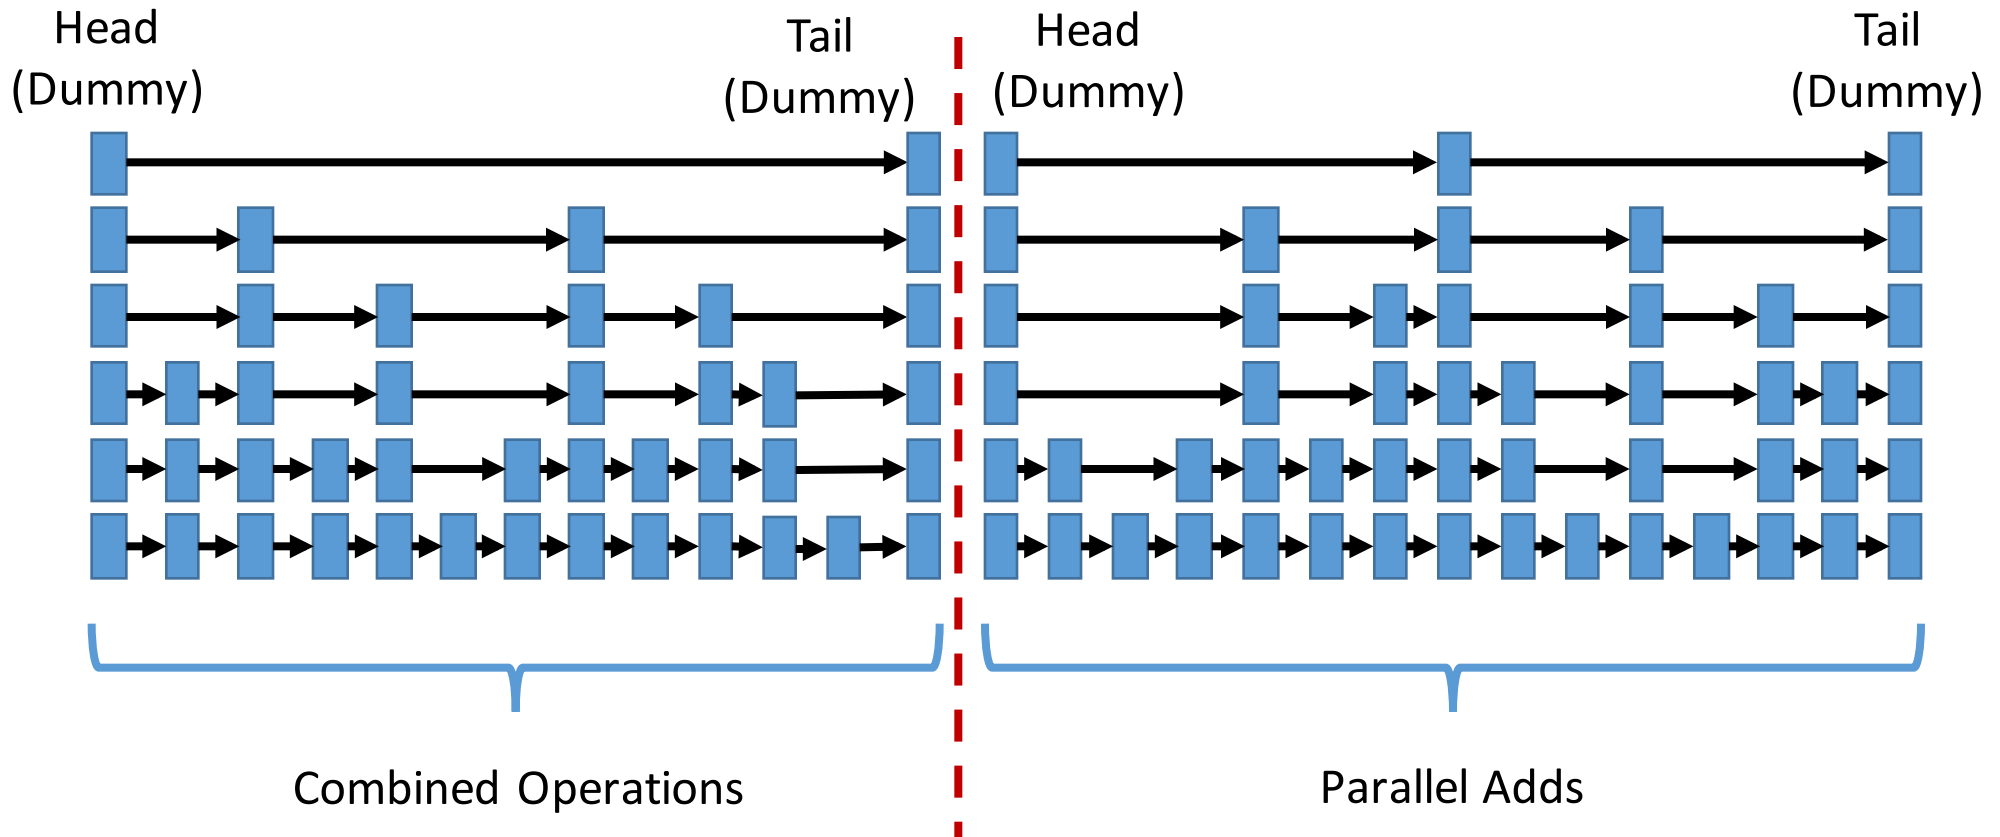 Head
(Dummy)
Tail
(Dummy)
Head
(Dummy)
Tail
(Dummy)
Combined Operations
Parallel Adds